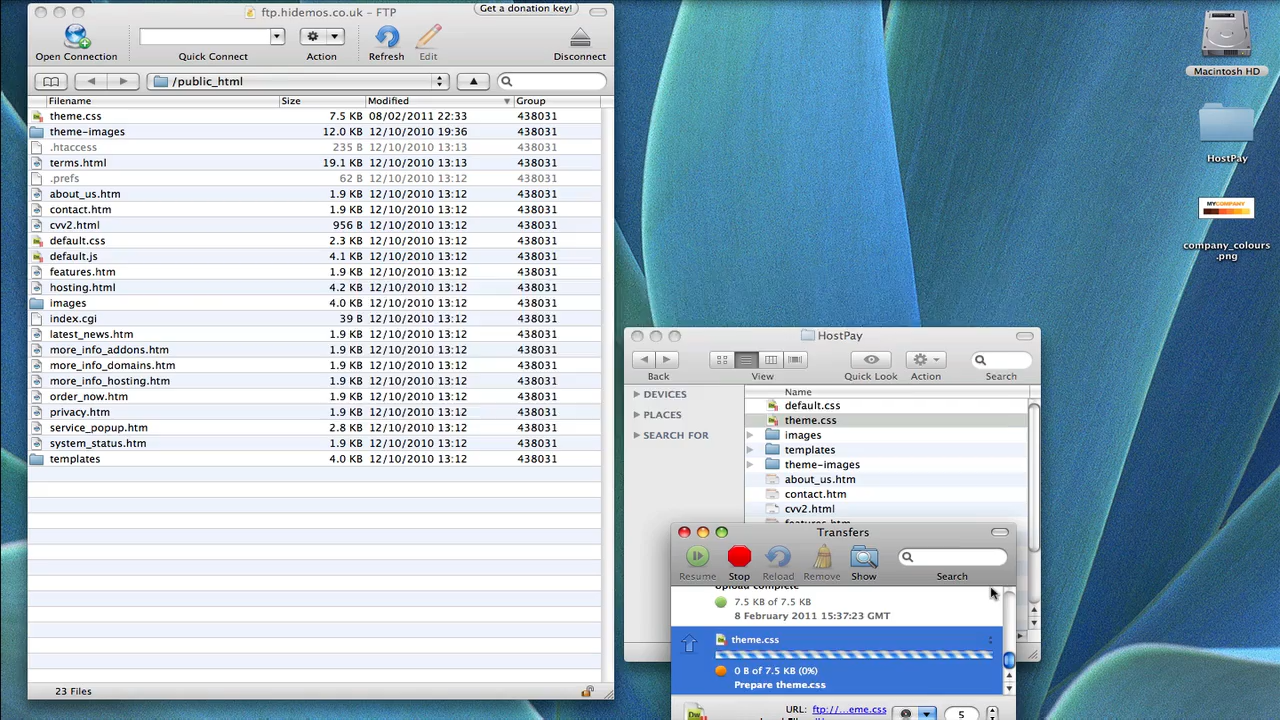 ftp.hidemos.co.uk – FTP
Get a donation key!
Open Connection
Quick Connect
Action
Refresh
Edit
Disconnect
/public_html
Filename Size Modified Group
theme.css 7.5 KB 08/02/2011 22:33 438031
theme-images 12.0 KB 12/10/2010 19:36 438031
.htaccess 235 B 12/10/2010 13:13 438031
terms.html 19.1 KB 12/10/2010 13:13 438031
.prefs 62 B 12/10/2010 13:12 438031
about_us.htm 1.9 KB 12/10/2010 13:12 438031
contact.htm 1.9 KB 12/10/2010 13:12 438031
cvv2.html 956 B 12/10/2010 13:12 438031
default.css 2.3 KB 12/10/2010 13:12 438031
default.js 4.1 KB 12/10/2010 13:12 438031
features.htm 1.9 KB 12/10/2010 13:12 438031
hosting.html 4.2 KB 12/10/2010 13:12 438031
images 4.0 KB 12/10/2010 13:12 438031
index.cgi 39 B 12/10/2010 13:12 438031
latest_news.htm 1.9 KB 12/10/2010 13:12 438031
more_info_addons.htm 1.9 KB 12/10/2010 13:12 438031
more_info_domains.htm 1.9 KB 12/10/2010 13:12 438031
more_info_hosting.htm 1.9 KB 12/10/2010 13:12 438031
order_now.htm 1.9 KB 12/10/2010 13:12 438031
privacy.htm 1.9 KB 12/10/2010 13:12 438031
service_popup.htm 2.8 KB 12/10/2010 13:12 438031
system_status.htm 1.9 KB 12/10/2010 13:12 438031
templates 4.0 KB 12/10/2010 13:12 438031
23 Files
Macintosh HD
HostPay
MYCOMPANY
company_colours
.png
HostPay
Back
View
Quick Look
Action
Search
DEVICES
PLACES
SEARCH FOR
Name
default.css
theme.css
images
templates
theme-images
about_us.htm
contact.htm
cvv2.html
features.htm
Transfers
Resume
Stop
Reload
Remove
Show
Search
Upload complete
7.5 KB of 7.5 KB
8 February 2011 15:37:23 GMT
theme.css
0 B of 7.5 KB (0%)
Prepare theme.css
URL: ftp://...eme.css
5